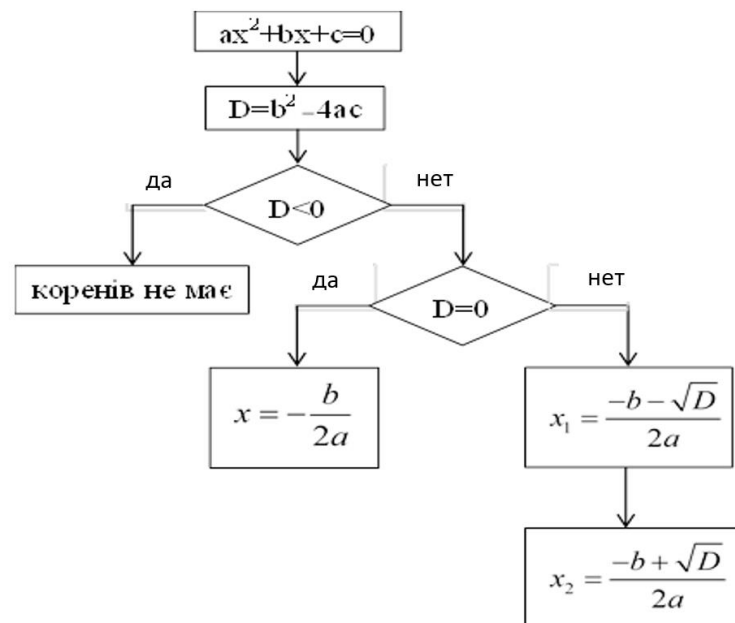 ax²+bx+c=0
D=b² -4ac
да
нет
D<0
коренів не має
да
нет
D=0
x = -b/2a
x₁ = (-b - √D)/2a
x₂ = (-b + √D)/2a